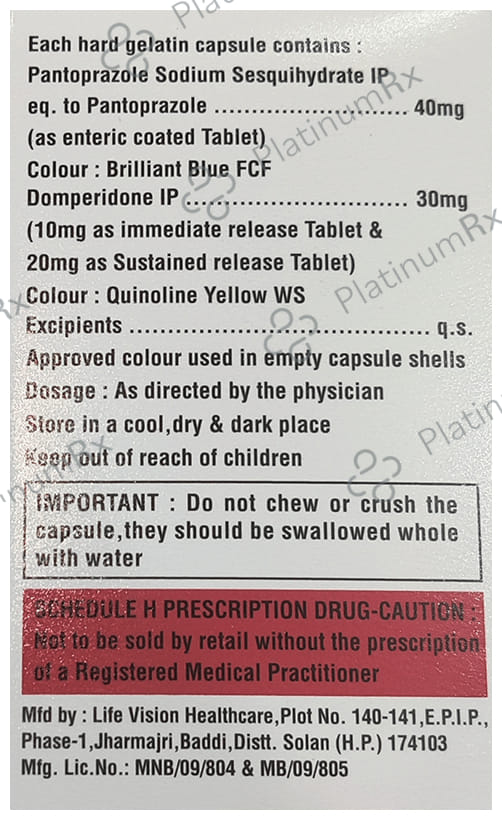 Each hard gelatin capsule contains :
Pantoprazole Sodium Sesquihydrate IP
eq. to Pantoprazole .......................... 40mg
(as enteric coated Tablet)
Colour : Brilliant Blue FCF
Domperidone IP .............................. 30mg
(10mg as immediate release Tablet &
20mg as Sustained release Tablet)
Colour : Quinoline Yellow WS
Excipients ........................................ q.s.
Approved colour used in empty capsule shells
Dosage : As directed by the physician
Store in a cool,dry & dark place
Keep out of reach of children
IMPORTANT : Do not chew or crush the
capsule,they should be swallowed whole
with water
SCHEDULE H PRESCRIPTION DRUG-CAUTION :
Not to be sold by retail without the prescription
of a Registered Medical Practitioner
Mfd by : Life Vision Healthcare,Plot No. 140-141,E.P.I.P.,
Phase-1,Jharmajri,Baddi,Distt. Solan (H.P.) 174103
Mfg. Lic.No.: MNB/09/804 & MB/09/805
PlatinumRx
PlatinumRx
PlatinumRx